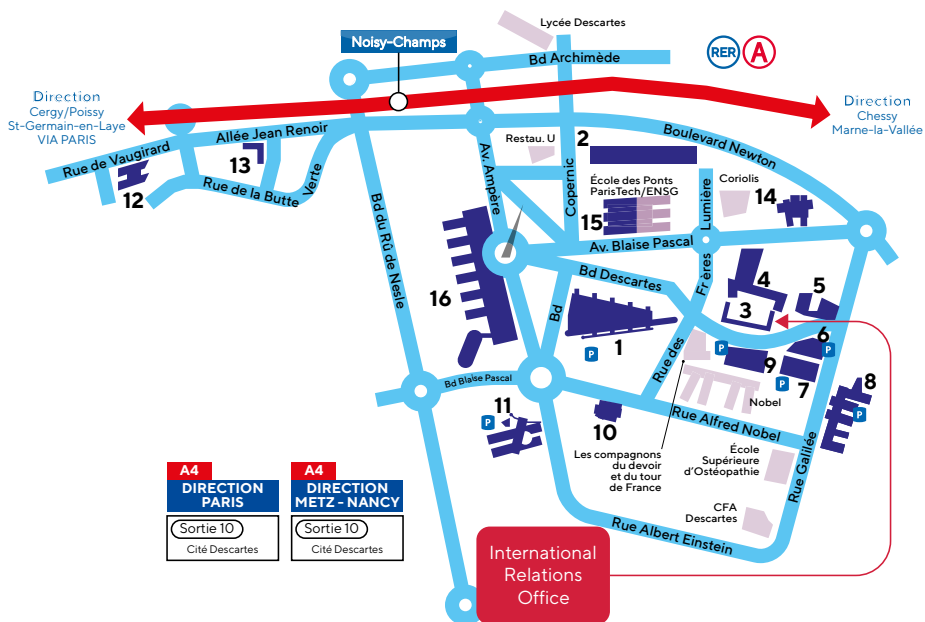 Lycée Descartes
Noisy-Champs
Bd Archimède
RER
A
Direction
Cergy/Poissy
St-Germain-en-Laye
VIA PARIS
Direction
Chessy
Marne-la-Vallée
Rue de Vaugirard
Allée Jean Renoir
13
12
Rue de la Butte Verte
Bd du Rû de Nesle
Av. Ampère
Restau. U
Copernic
2
Boulevard Newton
École des Ponts
ParisTech/ENSG
15
Lumière
Coriolis
14
Av. Blaise Pascal
Bd Descartes
Frères
16
Bd
1
P
4
3
5
6
P
P
9
7
P
8
P
Rue des
Bd Blaise Pascal
11
P
10
Nobel
Rue Alfred Nobel
Les compagnons
du devoir
et du tour
de France
École
Supérieure
d'Ostéopathie
Rue Galilée
CFA
Descartes
Rue Albert Einstein
A4
DIRECTION
PARIS
Sortie 10
Cité Descartes
A4
DIRECTION
METZ - NANCY
Sortie 10
Cité Descartes
International
Relations
Office